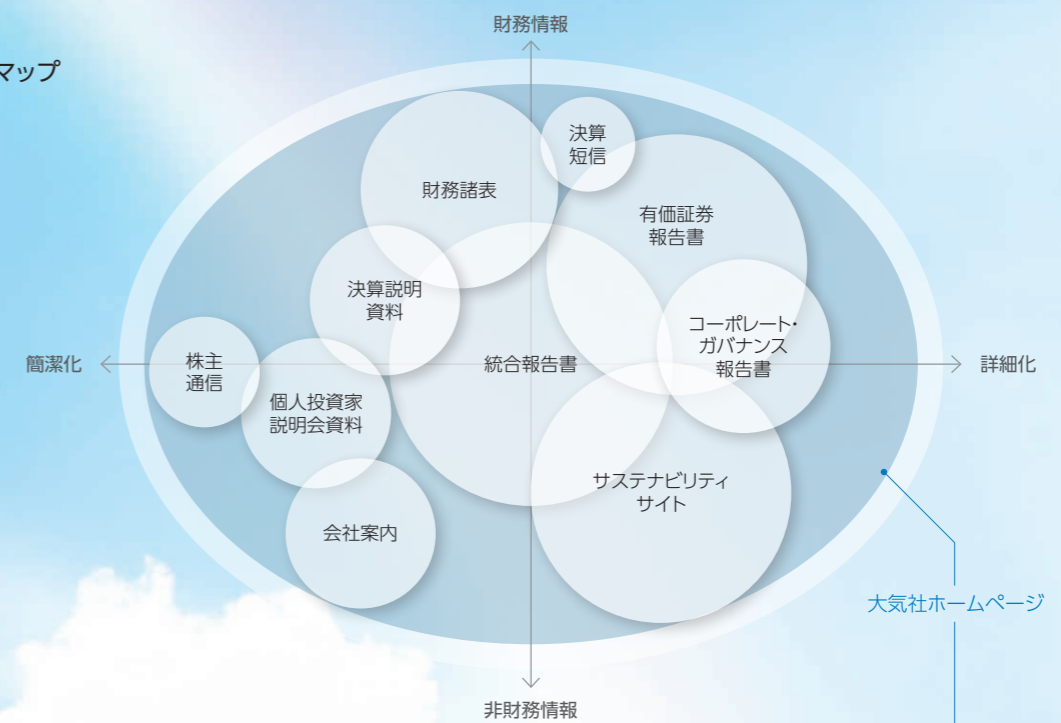 財務情報
マップ
決算
短信
財務諸表
有価証券
報告書
決算説明
資料
コーポレート・
ガバナンス
報告書
簡潔化
株主
通信
統合報告書
詳細化
個人投資家
説明会資料
サステナビリティ
サイト
会社案内
大気社ホームページ
非財務情報